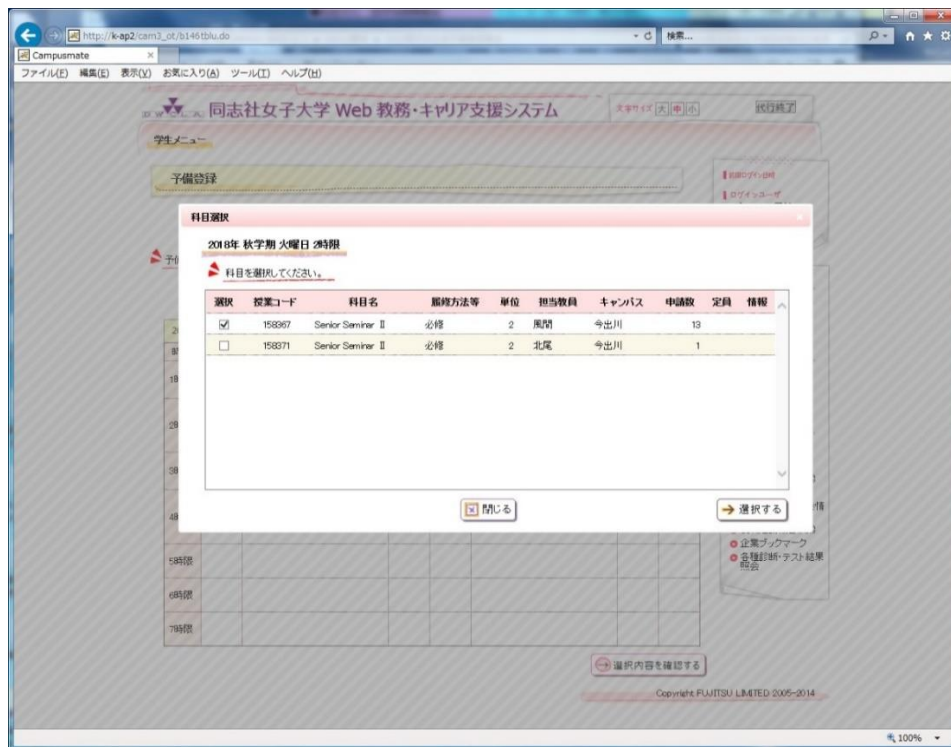 http://k-ap2/cam3_ot/b146tblu.do
検索...
Campusmate
ファイル(F) 編集(E) 表示(V) お気に入り(A) ツール(T) ヘルプ(H)
同志社女子大学 Web 教務・キャリア支援システム
文字サイズ 大 中 小
代行終了
学生メニュー
予備登録
前回ログイン日時
ログインユーザ
科目選択
2018年 秋学期 火曜日 2時限
科目を選択してください。
選択 授業コード 科目名 履修方法等 単位 担当教員 キャンパス 申請数 定員 情報
158367 Senior Seminar Ⅱ 必修 2 風間 今出川 13
158371 Senior Seminar Ⅱ 必修 2 北尾 今出川 1
閉じる
選択する
企業ブックマーク
各種診断・テスト結果
照会
5時限
6時限
7時限
選択内容を確認する
Copyright FUJITSU LIMITED 2005-2014
100%